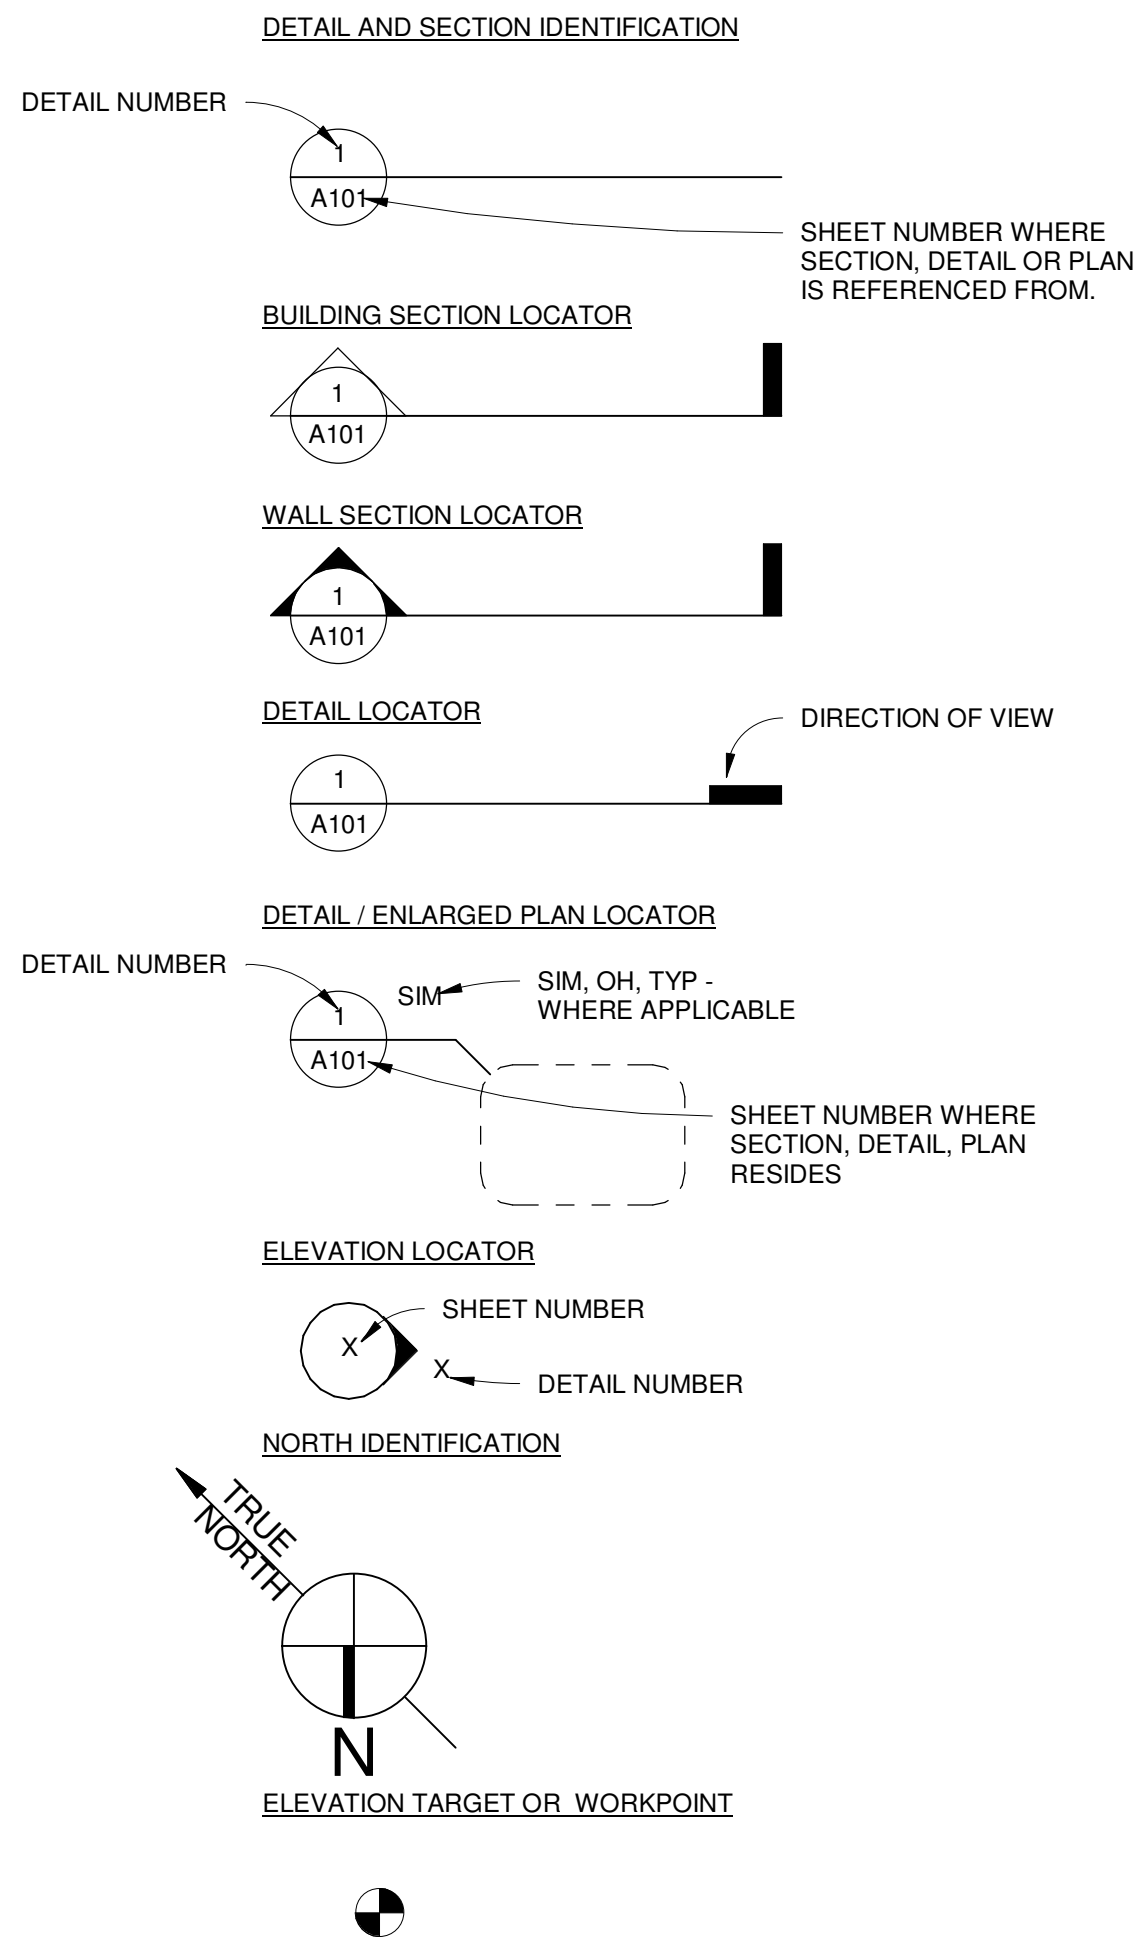 DETAIL AND SECTION IDENTIFICATION
DETAIL NUMBER
1
A101
SHEET NUMBER WHERE
SECTION, DETAIL OR PLAN
IS REFERENCED FROM.
BUILDING SECTION LOCATOR
1
A101
WALL SECTION LOCATOR
1
A101
DETAIL LOCATOR
DIRECTION OF VIEW
1
A101
DETAIL / ENLARGED PLAN LOCATOR
DETAIL NUMBER
1
A101
SIM
SIM, OH, TYP -
WHERE APPLICABLE
SHEET NUMBER WHERE
SECTION, DETAIL, PLAN
RESIDES
ELEVATION LOCATOR
X
SHEET NUMBER
X
DETAIL NUMBER
NORTH IDENTIFICATION
TRUE
NORTH
N
ELEVATION TARGET OR WORKPOINT